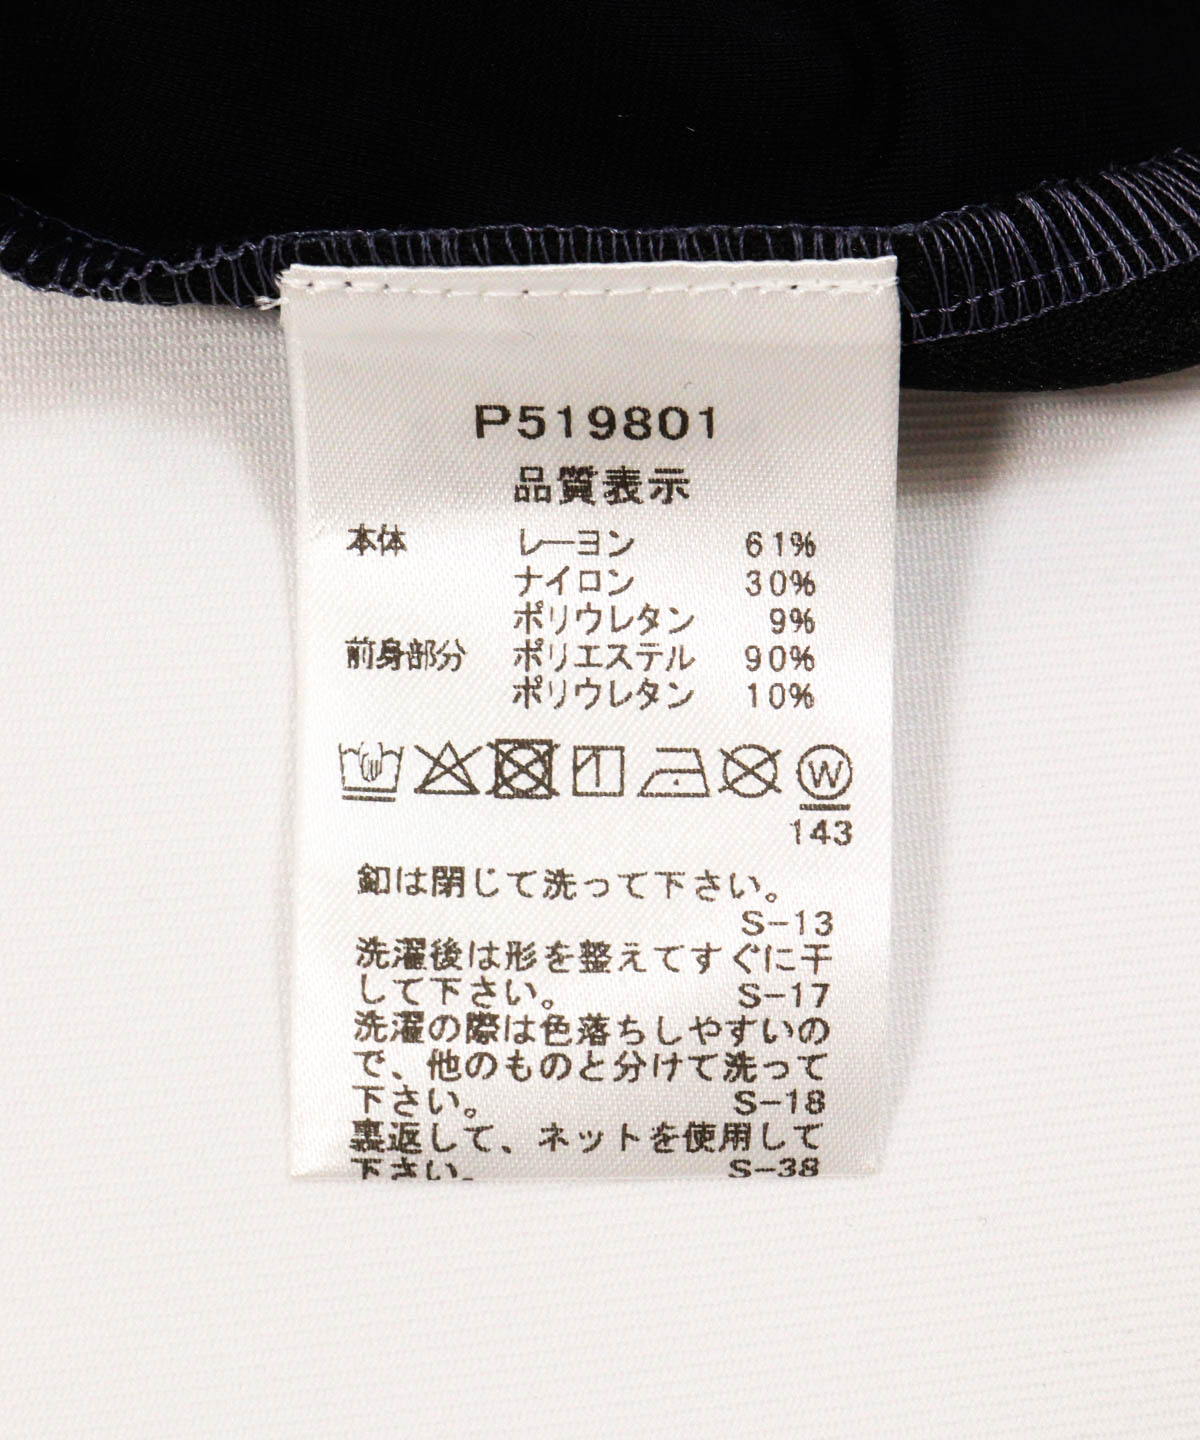 P519801
品質表示
本体 レーヨン 61%
ナイロン 30%
ポリウレタン 9%
前身部分 ポリエステル 90%
ポリウレタン 10%
W
143
釦は閉じて洗って下さい。
S-13
洗濯後は形を整えてすぐに干
して下さい。 S-17
洗濯の際は色落ちしやすいの
で、他のものと分けて洗って
下さい。 S-18
裏返して、ネットを使用して
下さい。 S-38